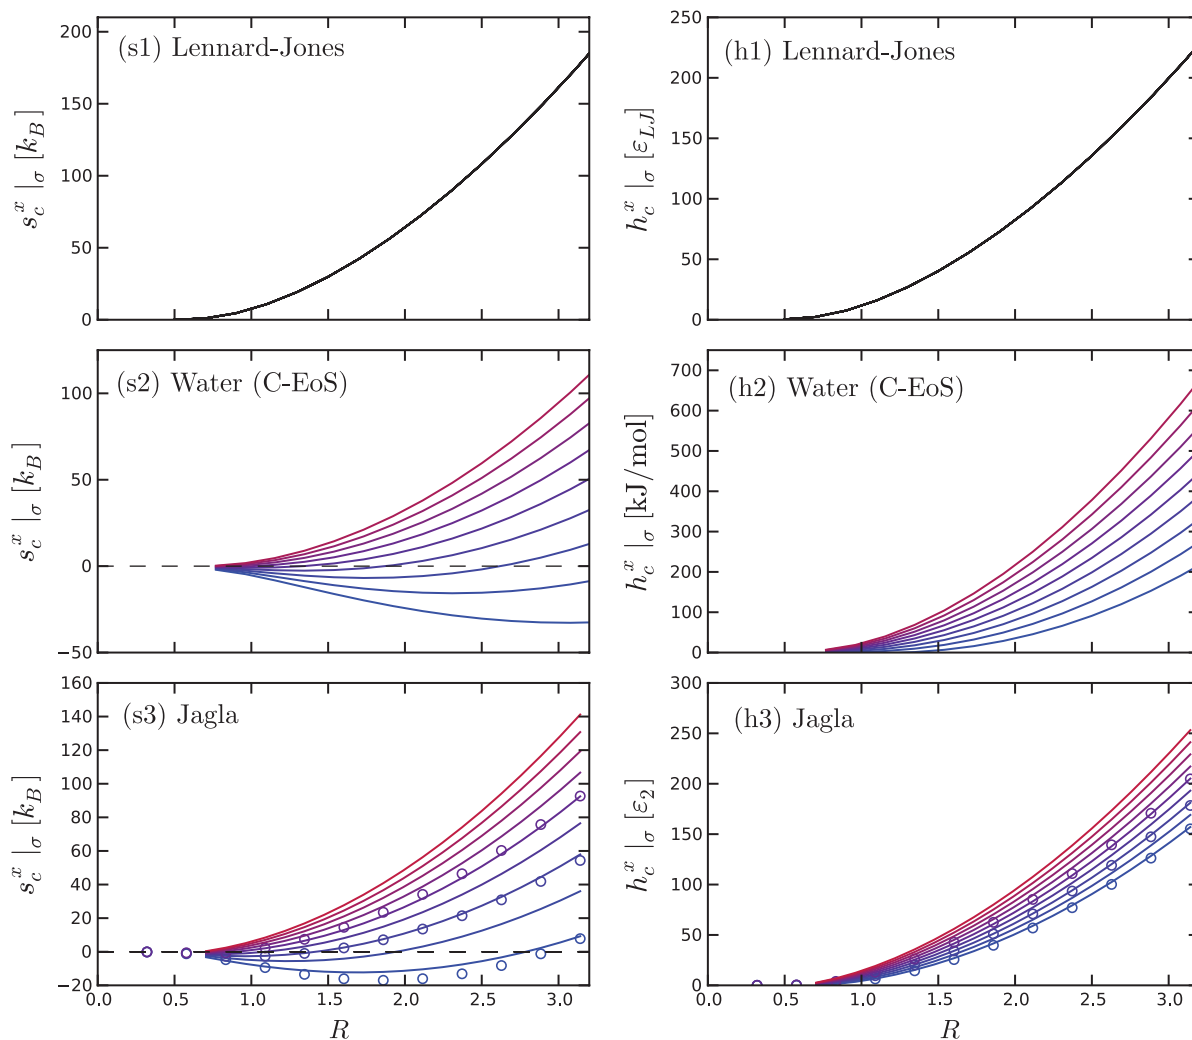 (s1) Lennard-Jones
200
150
100
50
0
s_c^x |_σ [k_B]
(h1) Lennard-Jones
250
200
150
100
50
0
h_c^x |_σ [ε_{LJ}]
(s2) Water (C-EoS)
100
50
0
−50
s_c^x |_σ [k_B]
(h2) Water (C-EoS)
700
600
500
400
300
200
100
0
h_c^x |_σ [kJ/mol]
(s3) Jagla
160
140
120
100
80
60
40
20
0
−20
s_c^x |_σ [k_B]
0.0 0.5 1.0 1.5 2.0 2.5 3.0
R
(h3) Jagla
300
250
200
150
100
50
0
h_c^x |_σ [ε_2]
0.0 0.5 1.0 1.5 2.0 2.5 3.0
R